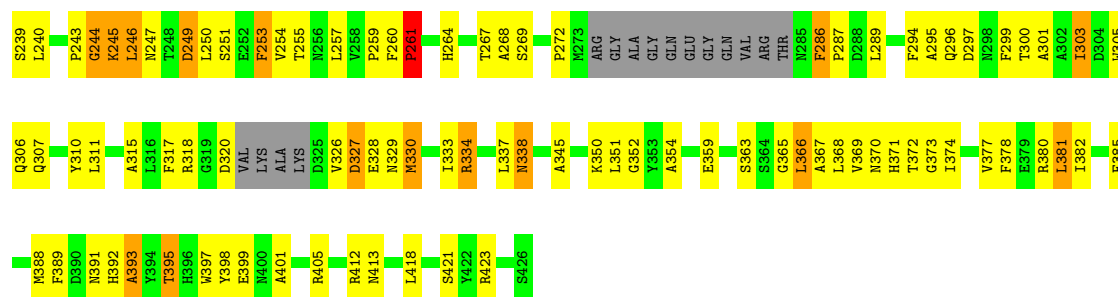 S239 L240 P243 G244 K245 L246 N247 T248 D249 L250 S251 E252 F253 V254 T255 N256 L257 V258 P259 F260 P261 H264 T267 A268 S269 P272 M273 ARG GLY ALA GLY GLN GLU GLY GLN VAL ARG THR N285 F286 P287 D288 L289 F294 A295 Q296 D297 N298 F299 T300 A301 A302 I303 D304 W305
Q306 Q307 Y310 L311 A315 L316 F317 R318 G319 D320 VAL LYS ALA LYS D325 V326 D327 E328 N329 M330 I333 R334 L337 N338 A345 K350 L351 G352 Y353 A354 E359 S363 S364 G365 L366 A367 L368 V369 N370 H371 T372 G373 I374 V377 F378 E379 R380 L381 I382
M388 F389 D390 N391 H392 A393 Y394 T395 H396 W397 Y398 E399 N400 A401 R405 R412 N413 L418 S421 Y422 R423 S426